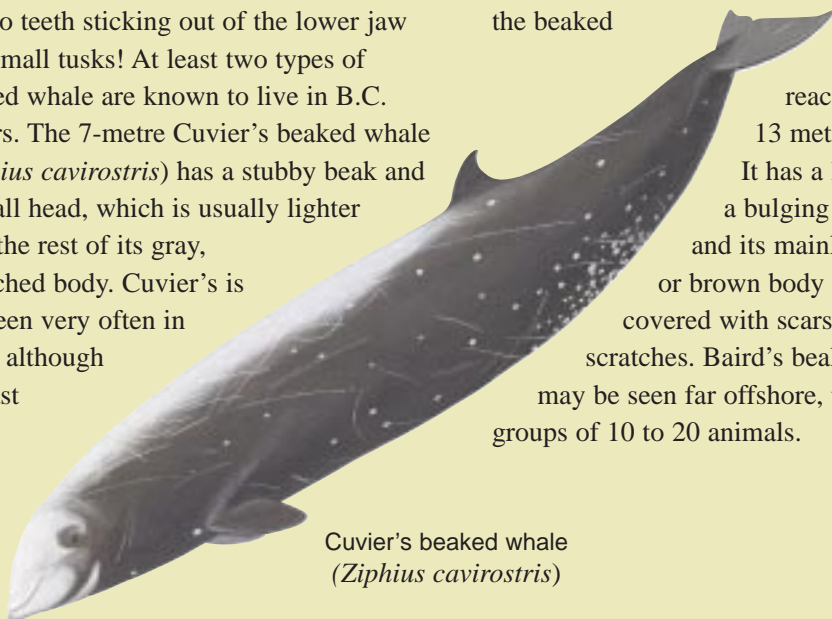 o teeth sticking out of the lower jaw
mall tusks! At least two types of
ed whale are known to live in B.C.
rs. The 7-metre Cuvier's beaked whale
ius cavirostris) has a stubby beak and
all head, which is usually lighter
the rest of its gray,
ched body. Cuvier's is
een very often in
although
st
the beaked
reac
13 met
It has a
a bulging
and its mainl
or brown body
covered with scars
scratches. Baird's bea
may be seen far offshore,
groups of 10 to 20 animals.
Cuvier's beaked whale
(Ziphius cavirostris)